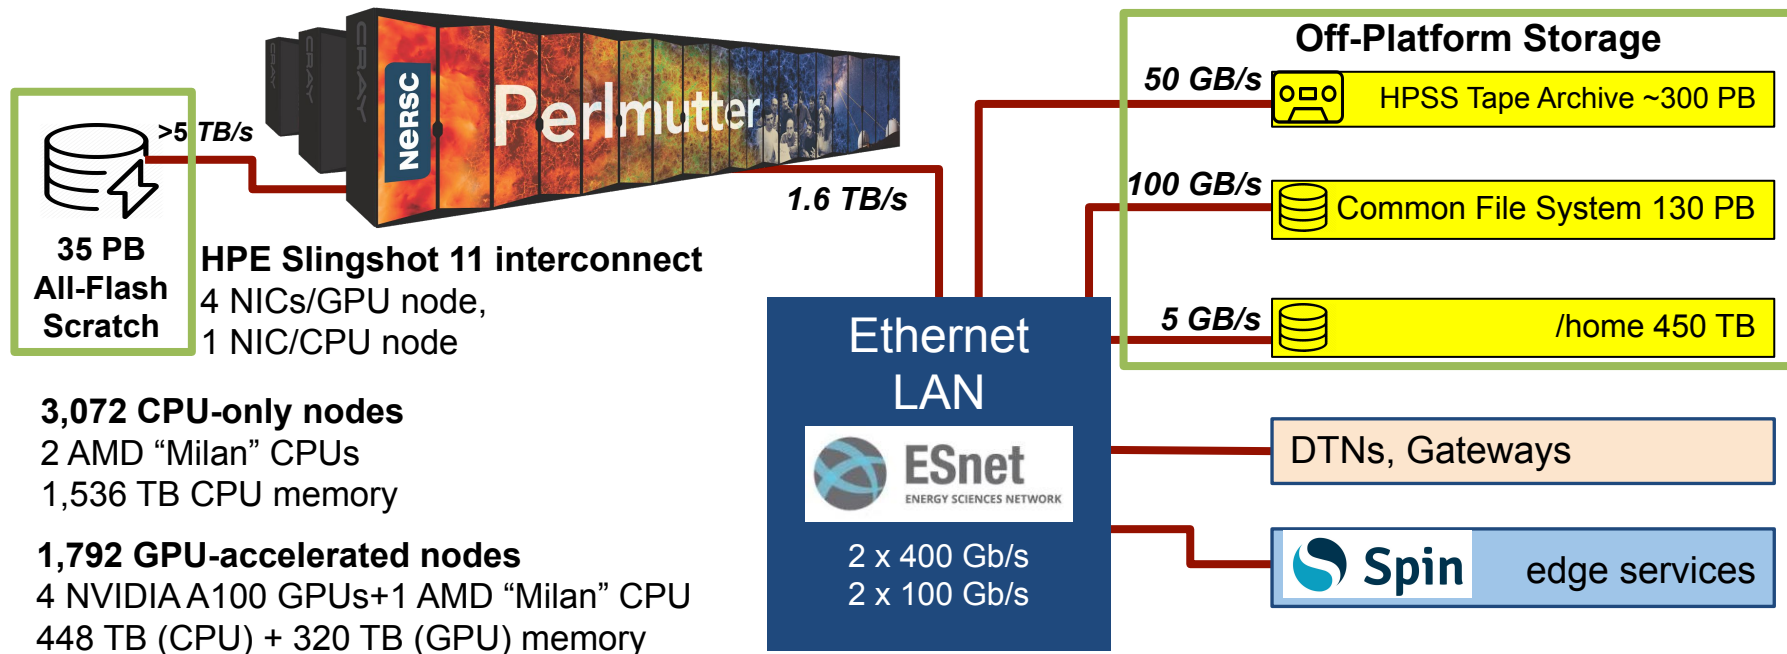 CRAY
CRAY
CRAY
NERSC
Perlmutter
>5 TB/s
35 PB
All-Flash
Scratch
HPE Slingshot 11 interconnect
4 NICs/GPU node,
1 NIC/CPU node
3,072 CPU-only nodes
2 AMD “Milan” CPUs
1,536 TB CPU memory
1,792 GPU-accelerated nodes
4 NVIDIA A100 GPUs+1 AMD “Milan” CPU
448 TB (CPU) + 320 TB (GPU) memory
1.6 TB/s
Ethernet
LAN
ESnet
ENERGY SCIENCES NETWORK
2 x 400 Gb/s
2 x 100 Gb/s
Off-Platform Storage
50 GB/s
HPSS Tape Archive ~300 PB
100 GB/s
Common File System 130 PB
5 GB/s
/home 450 TB
DTNs, Gateways
Spin edge services